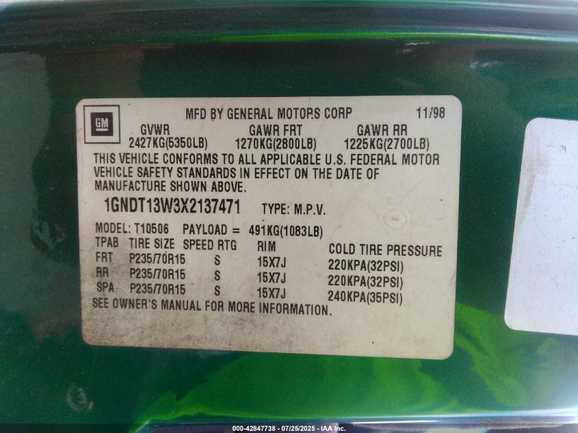 GM
MFD BY GENERAL MOTORS CORP 11/98
GVWR GAWR FRT GAWR RR
2427KG(5350LB) 1270KG(2800LB) 1225KG(2700LB)
THIS VEHICLE CONFORMS TO ALL APPLICABLE U.S. FEDERAL MOTOR
VEHICLE SAFETY STANDARDS IN EFFECT ON THE DATE OF
MANUFACTURE SHOWN ABOVE.
1GNDT13W3X2137471 TYPE: M.P.V.
MODEL: T10506 PAYLOAD = 491KG(1083LB)
TPAB TIRE SIZE SPEED RTG RIM COLD TIRE PRESSURE
FRT P235/70R15 S 15X7J 220KPA(32PSI)
RR P235/70R15 S 15X7J 220KPA(32PSI)
SPA P235/70R15 S 15X7J 240KPA(35PSI)
SEE OWNER'S MANUAL FOR MORE INFORMATION.
000-42847738 - 07/25/2025 - IAA Inc.